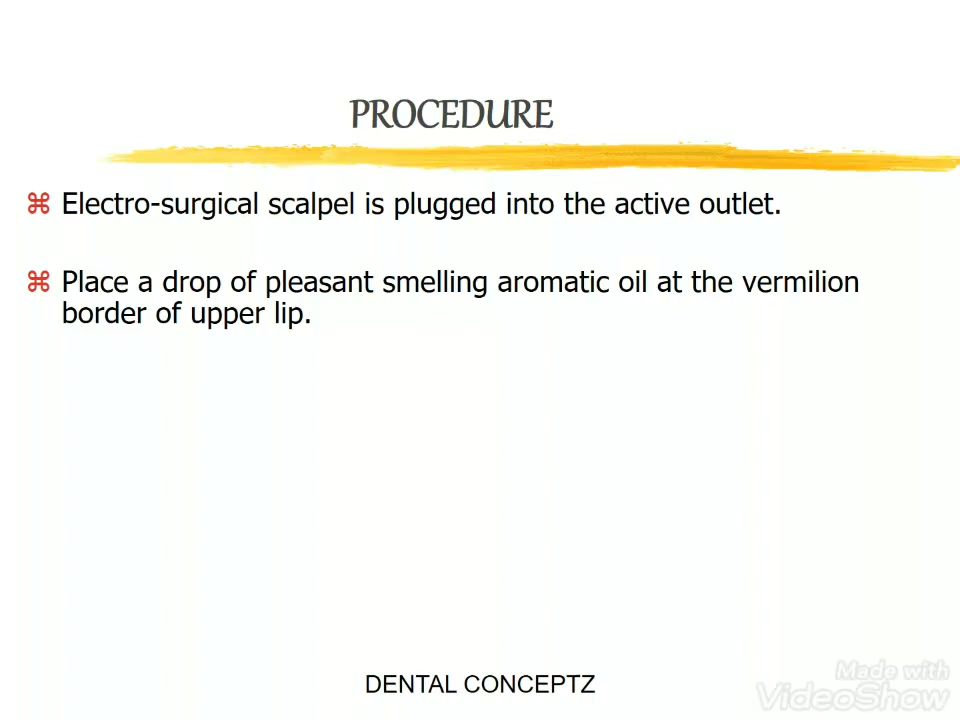 PROCEDURE
⌘ Electro-surgical scalpel is plugged into the active outlet.
⌘ Place a drop of pleasant smelling aromatic oil at the vermilion
border of upper lip.
DENTAL CONCEPTZ
Made with
VideoShow